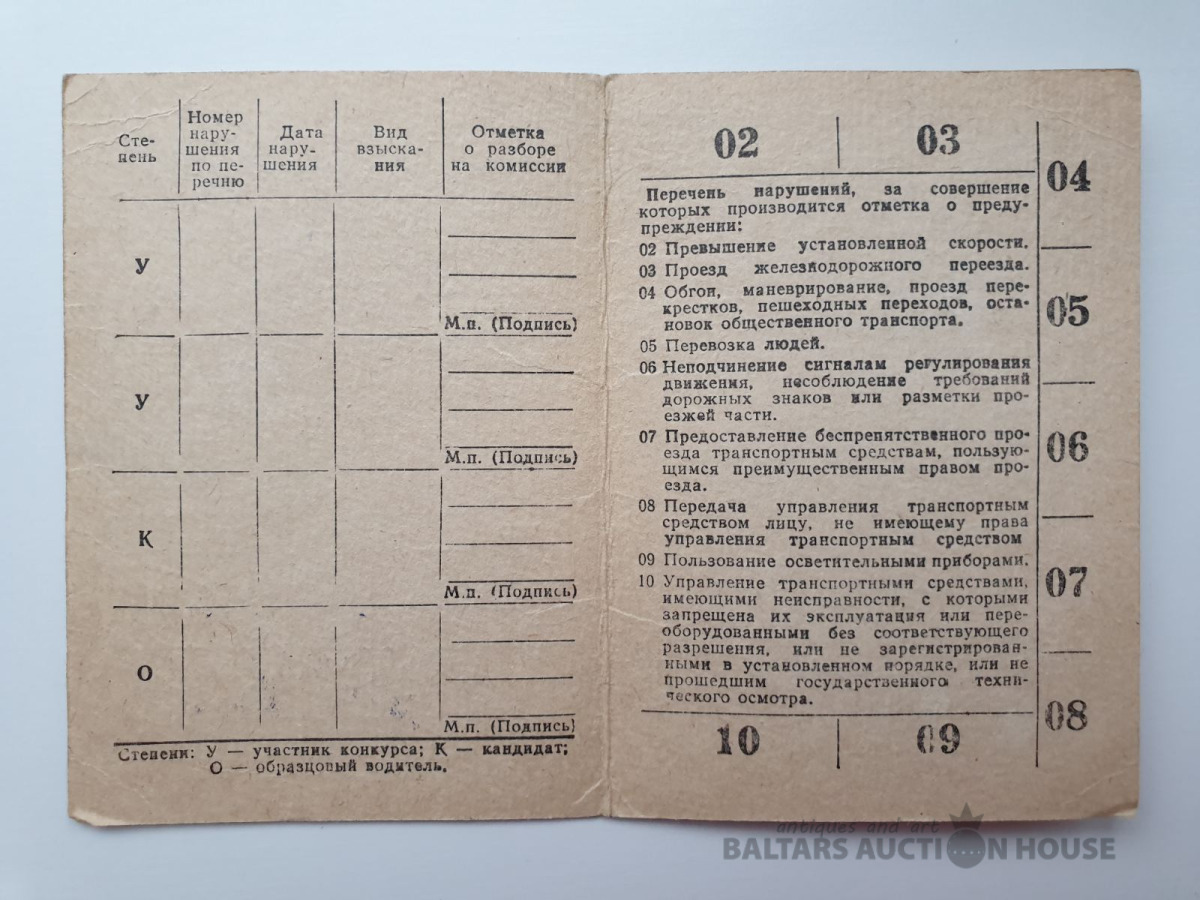 Сте-
пень
Номер
нару-
шения
по пе-
речню
Дата
нару-
шения
Вид
взыска-
ния
Отметка
о разборе
на комиссии
У
М.п. (Подпись)
У
М.п. (Подпись)
К
М.п. (Подпись)
О
М.п. (Подпись)
Степени: У — участник конкурса; К — кандидат;
О — образцовый водитель.
02
03
04
05
06
07
08
Перечень нарушений, за совершение
которых производится отметка о преду-
преждении:
02 Превышение установленной скорости.
03 Проезд железнодорожного переезда.
04 Обгон, маневрирование, проезд пере-
крестков, пешеходных переходов, оста-
новок общественного транспорта.
05 Перевозка людей.
06 Неподчинение сигналам регулирования
движения, несоблюдение требований
дорожных знаков или разметки про-
езжей части.
07 Предоставление беспрепятственного про-
езда транспортным средствам, пользую-
щимся преимущественным правом про-
езда.
08 Передача управления транспортным
средством лицу, не имеющему права
управления транспортным средством
09 Пользование осветительными приборами.
10 Управление транспортными средствами,
имеющими неисправности, с которыми
запрещена их эксплуатация или пере-
оборудованными без соответствующего
разрешения, или не зарегистрирован-
ными в установленном порядке, или не
прошедшим государственного техни-
ческого осмотра.
10
09
antiques and art
BALTARS AUCTION HOUSE